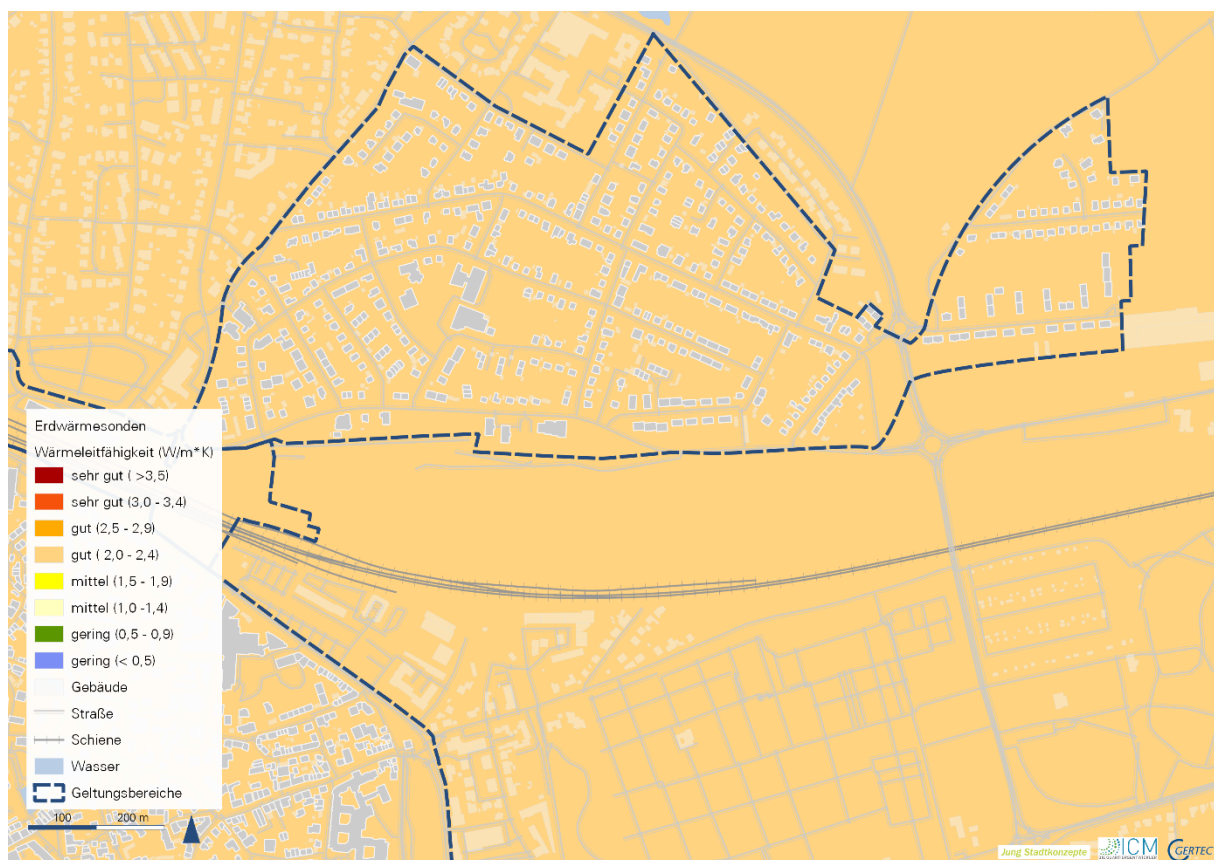 Erdwärmesonden
Wärmeleitfähigkeit (W/m*K)
sehr gut ( >3,5)
sehr gut (3,0 - 3,4)
gut (2,5 - 2,9)
gut ( 2,0 - 2,4)
mittel (1,5 - 1,9)
mittel (1,0 -1,4)
gering (0,5 - 0,9)
gering (< 0,5)
Gebäude
Straße
Schiene
Wasser
Geltungsbereiche
100 200 m
Jung Stadtkonzepte
ICM
GERTEC